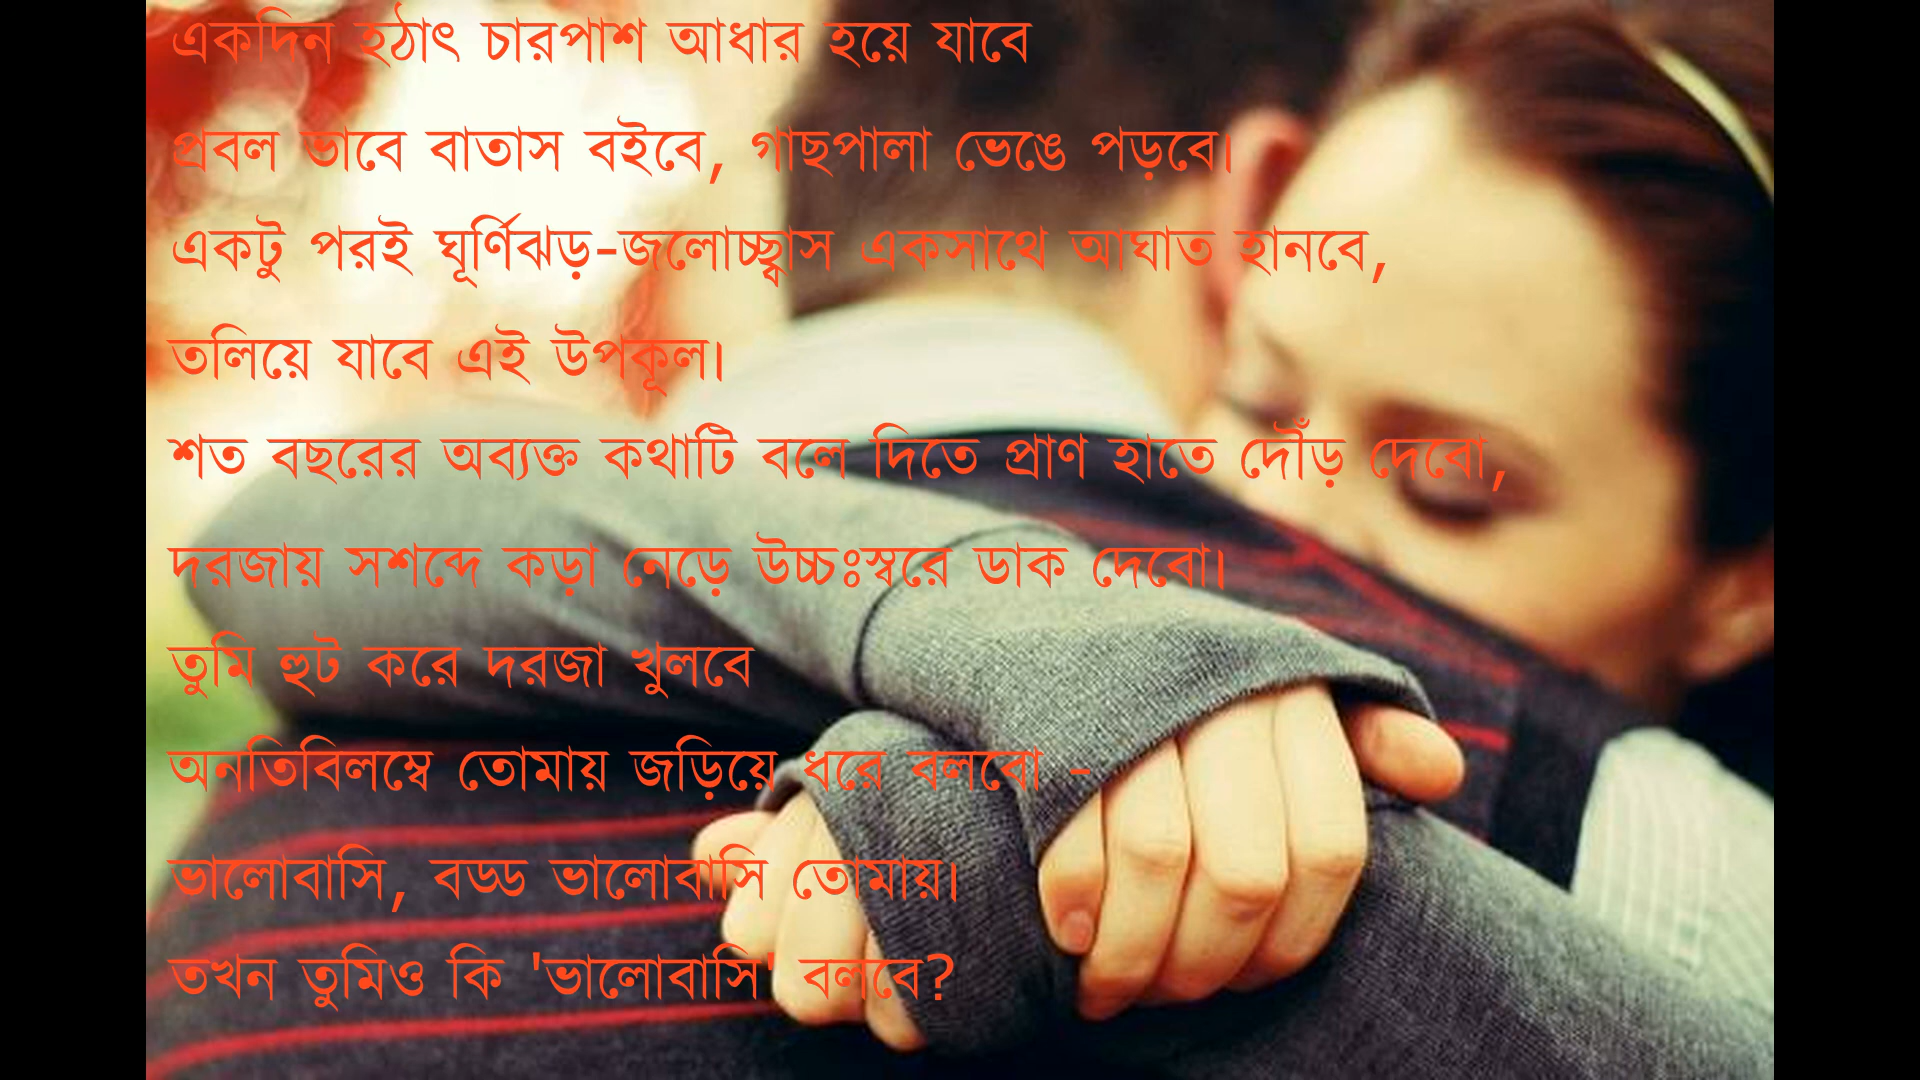 একদিন হঠাৎ চারপাশ আধার হয়ে যাবে
প্রবল ভাবে বাতাস বইবে, গাছপালা ভেঙে পড়বে।
একটু পরই ঘূর্ণিঝড়-জলোচ্ছ্বাস একসাথে আঘাত হানবে,
তলিয়ে যাবে এই উপকূল।
শত বছরের অব্যক্ত কথাটি বলে দিতে প্রাণ হাতে দৌঁড় দেবো,
দরজায় সশব্দে কড়া নেড়ে উচ্চঃস্বরে ডাক দেবো।
তুমি হুট করে দরজা খুলবে
অনতিবিলম্বে তোমায় জড়িয়ে ধরে বলবো -
ভালোবাসি, বড্ড ভালোবাসি তোমায়।
তখন তুমিও কি 'ভালোবাসি' বলবে?